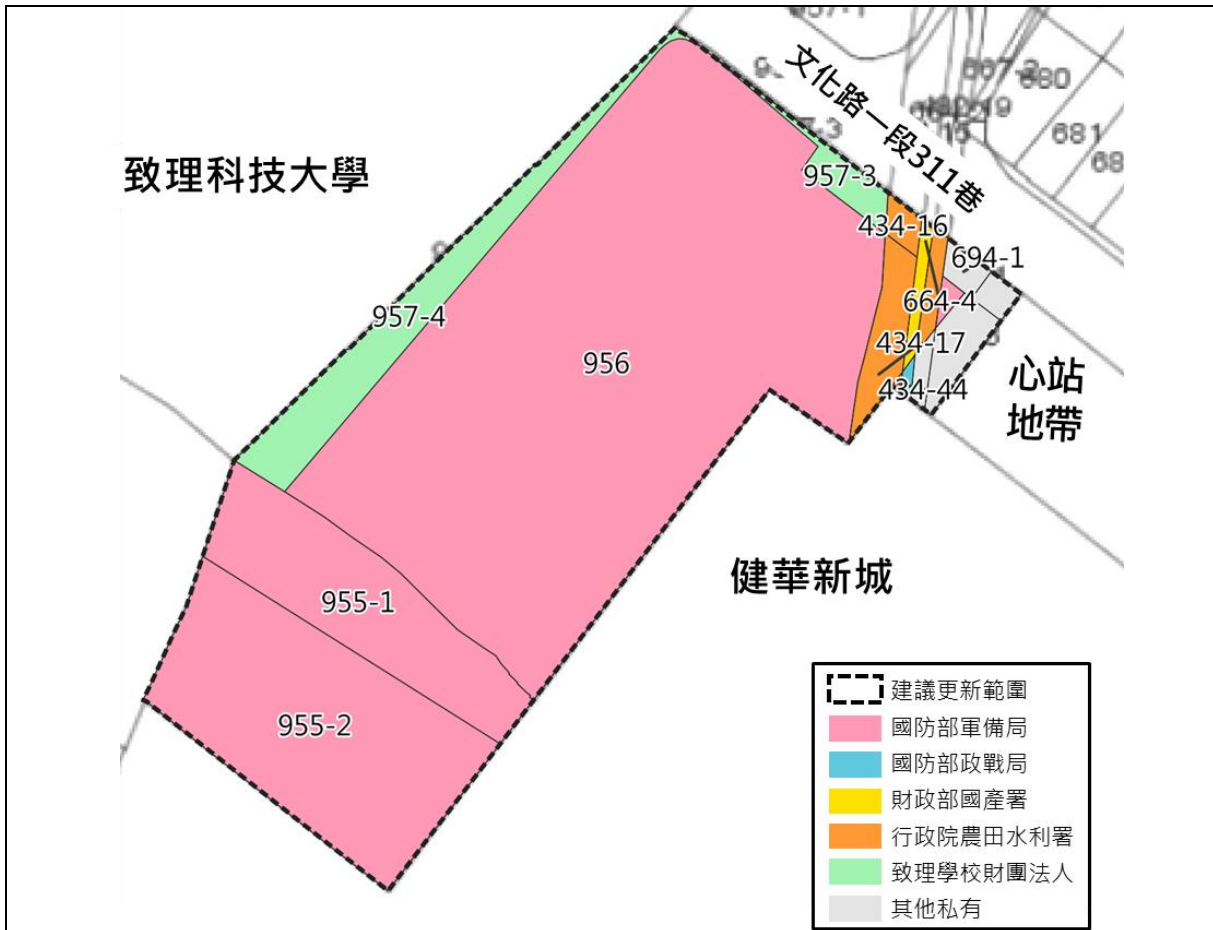 文化路一段311巷
680
681
致理科技大學
957-3
434-16
694-1
957-4
664-4
956
434-17
434-44
心站
地帶
健華新城
955-1
955-2
建議更新範圍
國防部軍備局
國防部政戰局
財政部國產署
行政院農田水利署
致理學校財團法人
其他私有